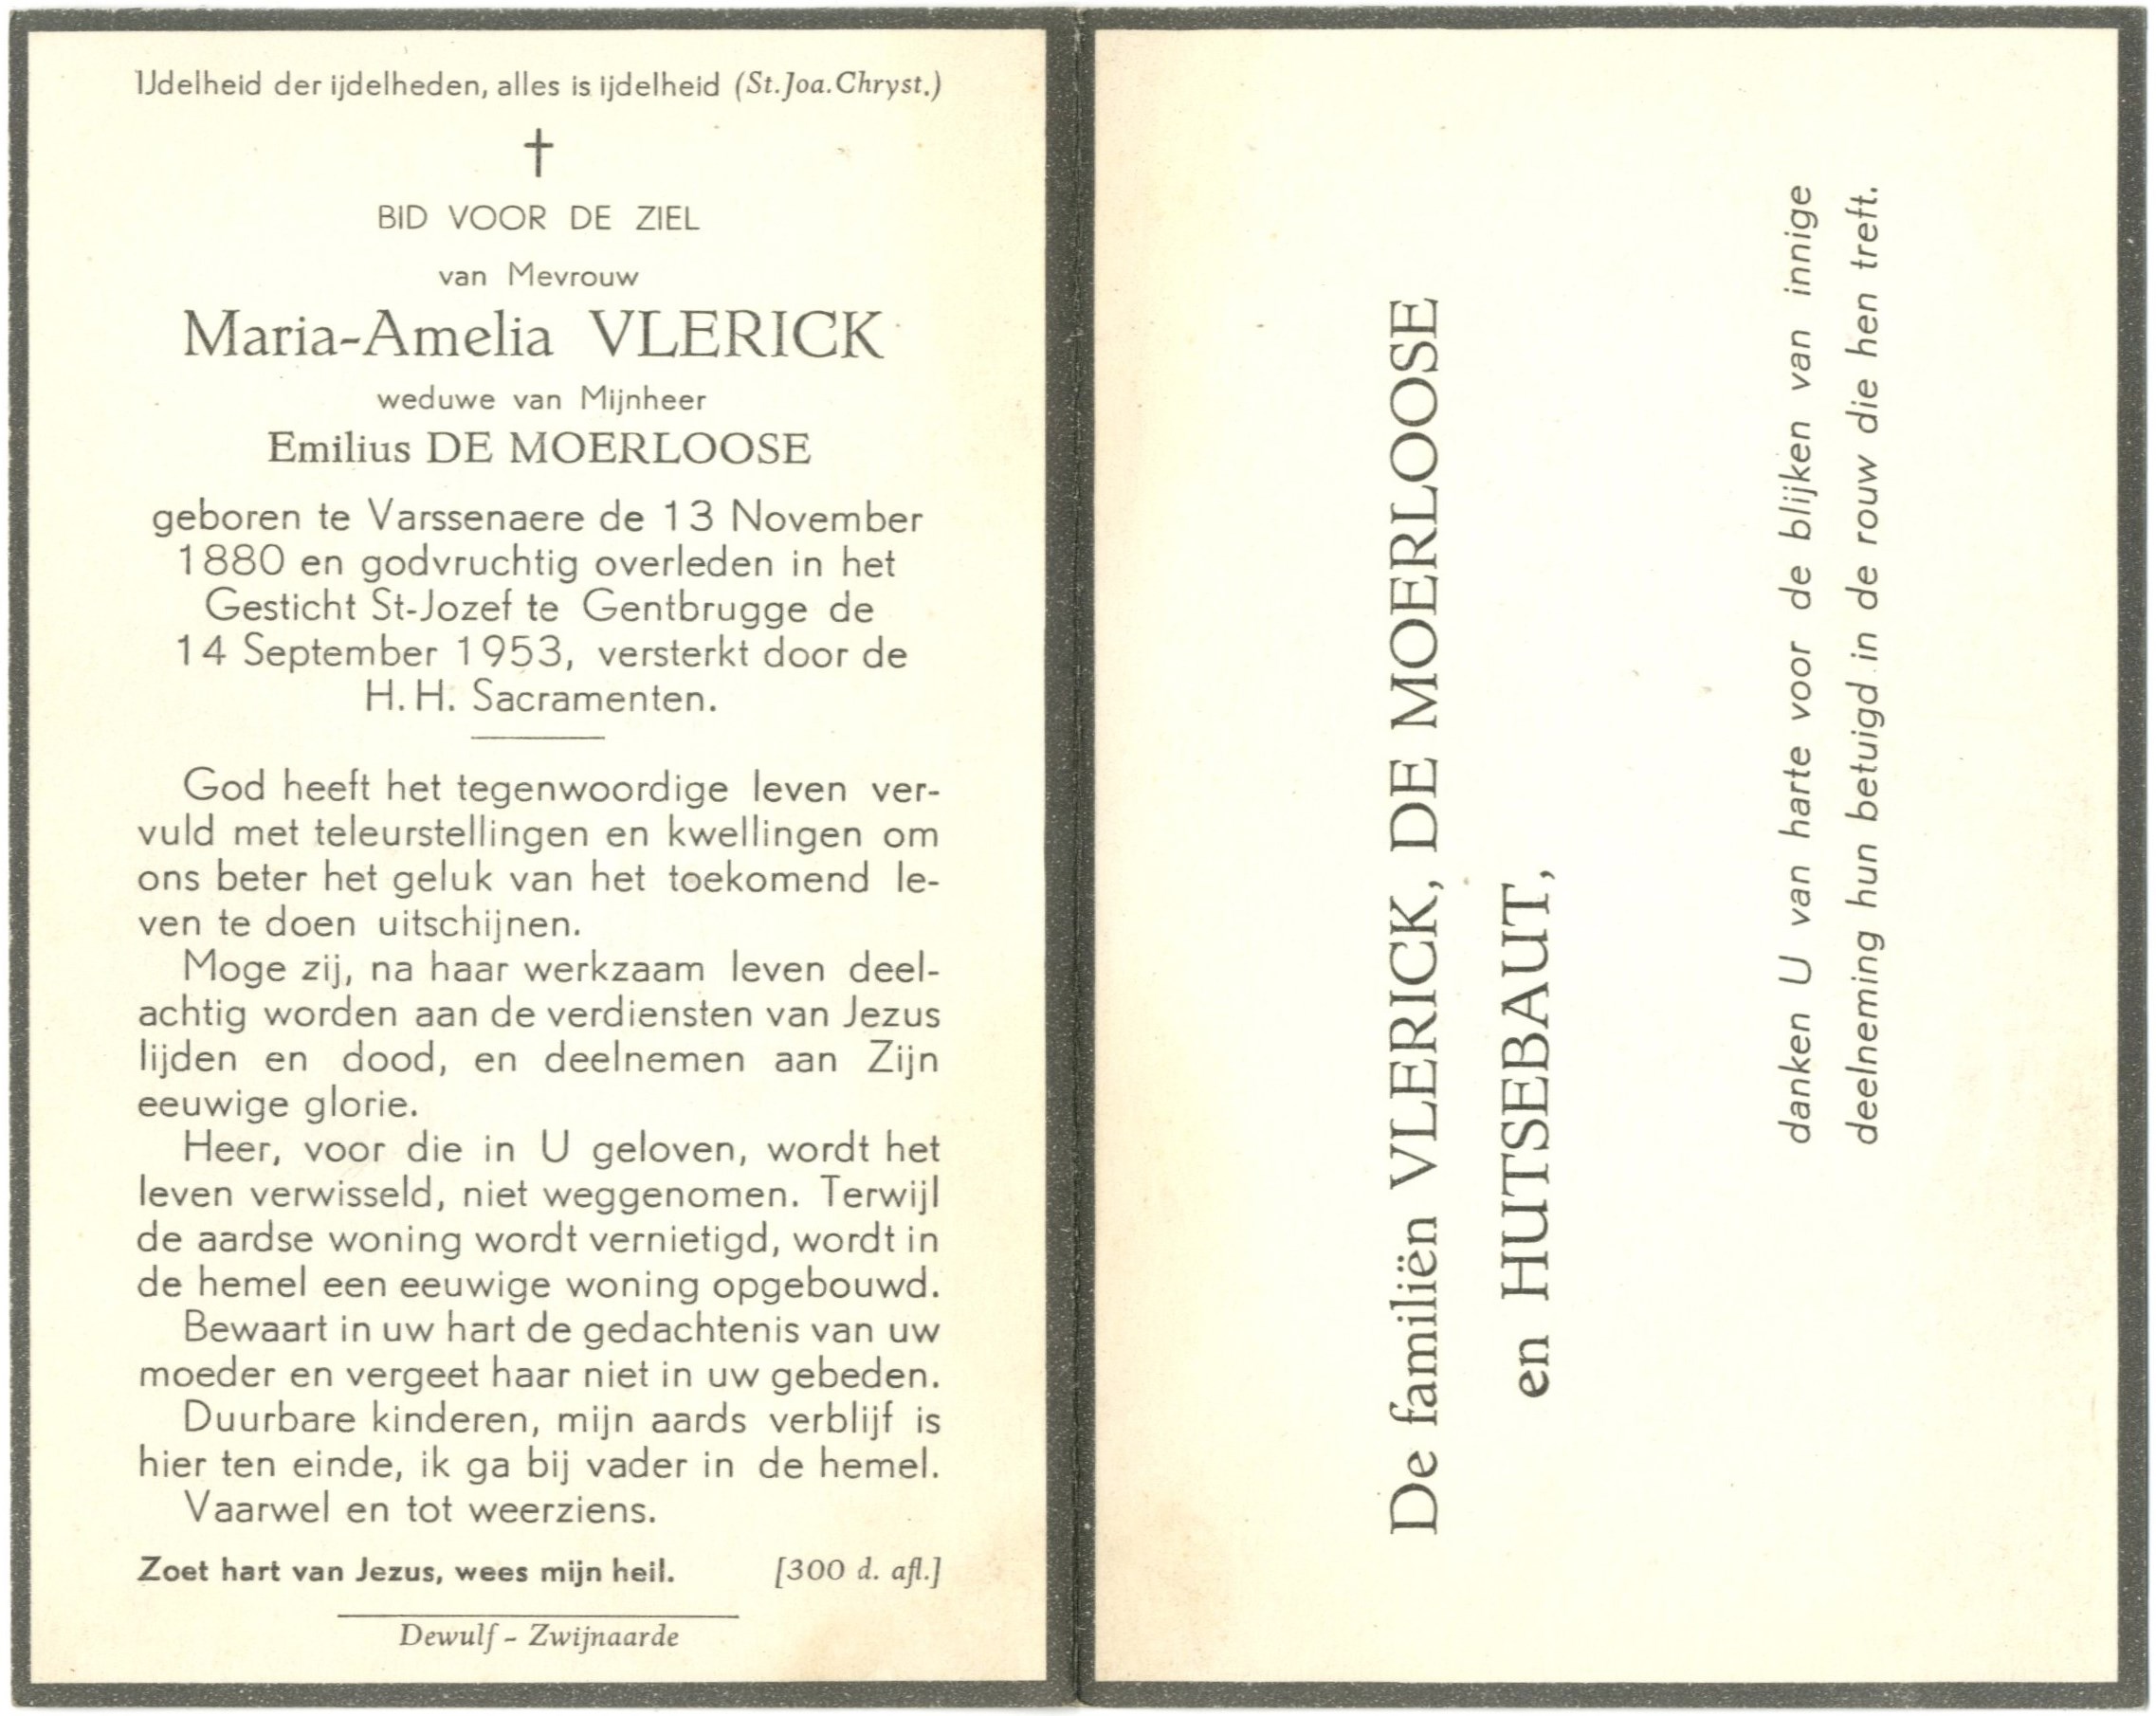 IJdelheid der ijdelheden, alles is ijdelheid (St. Joa. Chryst.)
BID VOOR DE ZIEL
van Mevrouw
Maria-Amelia VLERICK
weduwe van Mijnheer
Emilius DE MOERLOOSE
geboren te Varssenaere de 13 November
1880 en godvruchtig overleden in het
Gesticht St-Jozef te Gentbrugge de
14 September 1953, versterkt door de
H. H. Sacramenten.
God heeft het tegenwoordige leven ver-
vuld met teleurstellingen en kwellingen om
ons beter het geluk van het toekomend le-
ven te doen uitschijnen.
Moge zij, na haar werkzaam leven deel-
achtig worden aan de verdiensten van Jezus
lijden en dood, en deelnemen aan Zijn
eeuwige glorie.
Heer, voor die in U geloven, wordt het
leven verwisseld, niet weggenomen. Terwijl
de aardse woning wordt vernietigd, wordt in
de hemel een eeuwige woning opgebouwd.
Bewaart in uw hart de gedachtenis van uw
moeder en vergeet haar niet in uw gebeden.
Duurbare kinderen, mijn aards verblijf is
hier ten einde, ik ga bij vader in de hemel.
Vaarwel en tot weerziens.
Zoet hart van Jezus, wees mijn heil. [300 d. afl.]
Dewulf - Zwijnaarde
De familiën VLERICK, DE MOERLOOSE
en HUTSEBAUT,
danken U van harte voor de blijken van innige
deelneming hun betuigd in de rouw die hen treft.